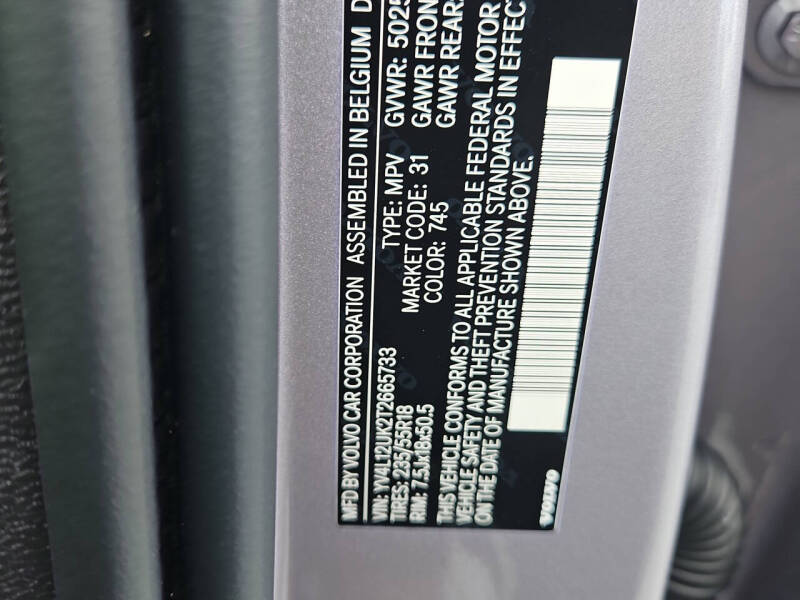 MFD BY VOLVO CAR CORPORATION ASSEMBLED IN BELGIUM D
VIN: YV4L12UK2T2665733 TYPE: MPV GVWR: 5025
TIRES: 235/55R18 MARKET CODE: 31 GAWR FRON
RIM: 7.5Jx18x50.5 COLOR: 745 GAWR REAR:
THIS VEHICLE CONFORMS TO ALL APPLICABLE FEDERAL MOTOR
VEHICLE SAFETY AND THEFT PREVENTION STANDARDS IN EFFEC
ON THE DATE OF MANUFACTURE SHOWN ABOVE.
VOLVO